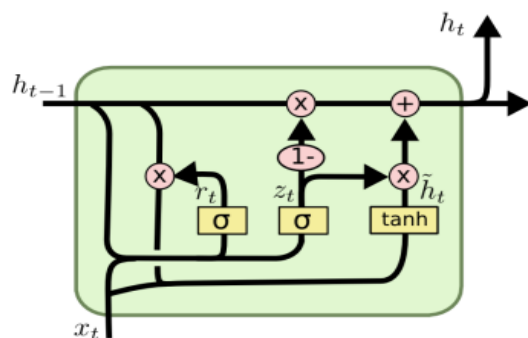 h_t
h_{t-1}
x
+
1-
x
r_t
z_t
x
h̃_t
σ
σ
tanh
x_t